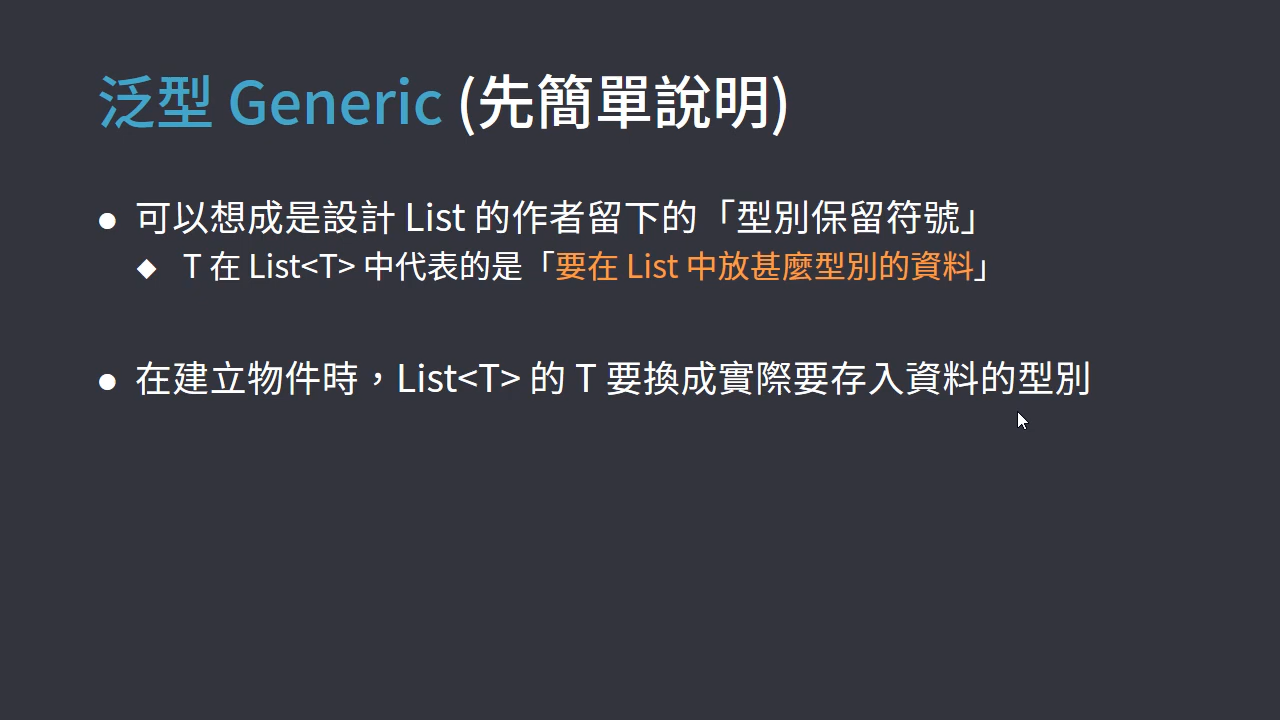 泛型 Generic (先簡單說明)
● 可以想成是設計 List 的作者留下的「型別保留符號」
◆ T 在 List<T> 中代表的是「要在 List 中放甚麼型別的資料」
● 在建立物件時，List<T> 的 T 要換成實際要存入資料的型別